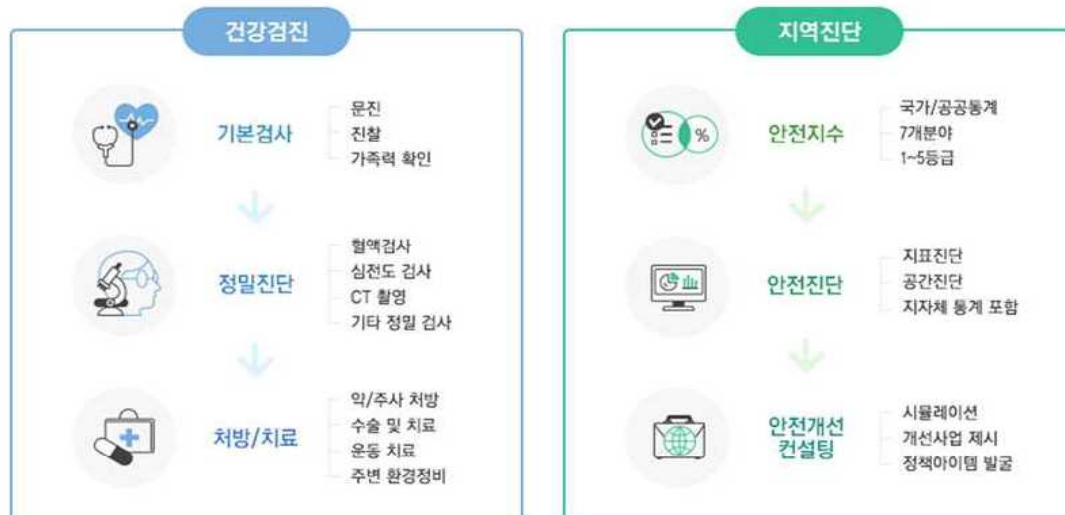 건강검진
기본검사
문진
진찰
가족력 확인
정밀진단
혈액검사
심전도 검사
CT 촬영
기타 정밀 검사
처방/치료
약/주사 처방
수술 및 치료
운동 치료
주변 환경정비
지역진단
%
안전지수
국가/공공통계
7개분야
1~5등급
안전진단
지표진단
공간진단
지자체 통계 포함
안전개선
컨설팅
시뮬레이션
개선사업 제시
정책아이템 발굴